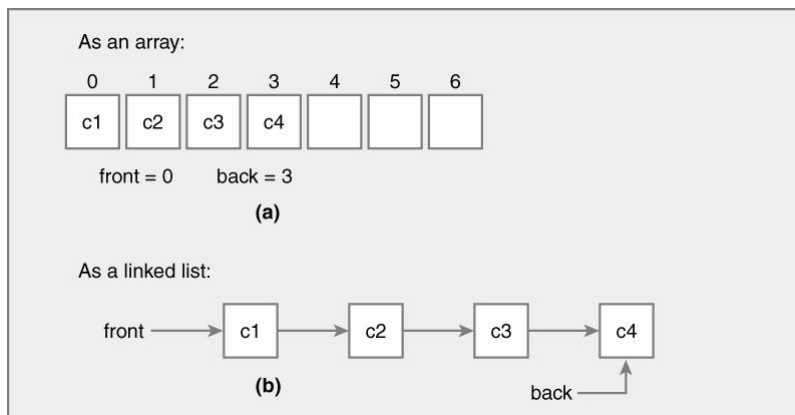 As an array:
0 1 2 3 4 5 6
c1 c2 c3 c4
front = 0 back = 3
(a)
As a linked list:
front c1 c2 c3 c4
(b)
back